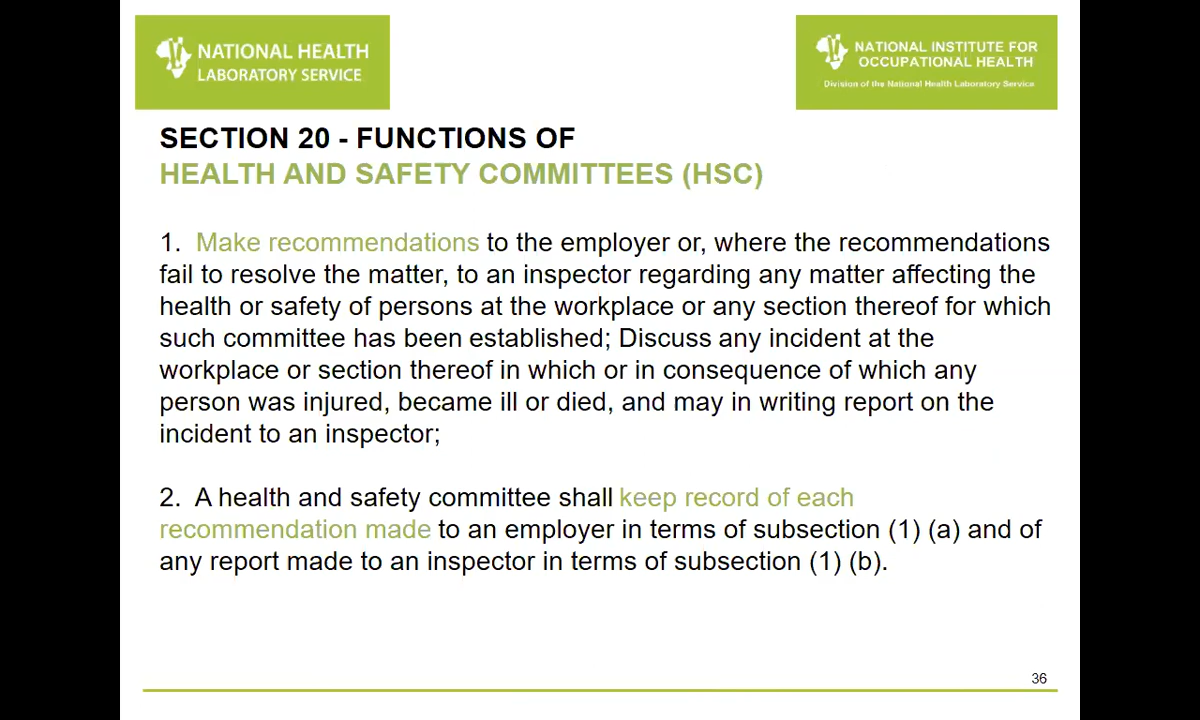 NATIONAL HEALTH
LABORATORY SERVICE
NATIONAL INSTITUTE FOR
OCCUPATIONAL HEALTH
Division of the National Health Laboratory Service
SECTION 20 - FUNCTIONS OF
HEALTH AND SAFETY COMMITTEES (HSC)
1. Make recommendations to the employer or, where the recommendations
fail to resolve the matter, to an inspector regarding any matter affecting the
health or safety of persons at the workplace or any section thereof for which
such committee has been established; Discuss any incident at the
workplace or section thereof in which or in consequence of which any
person was injured, became ill or died, and may in writing report on the
incident to an inspector;
2. A health and safety committee shall keep record of each
recommendation made to an employer in terms of subsection (1) (a) and of
any report made to an inspector in terms of subsection (1) (b).
36